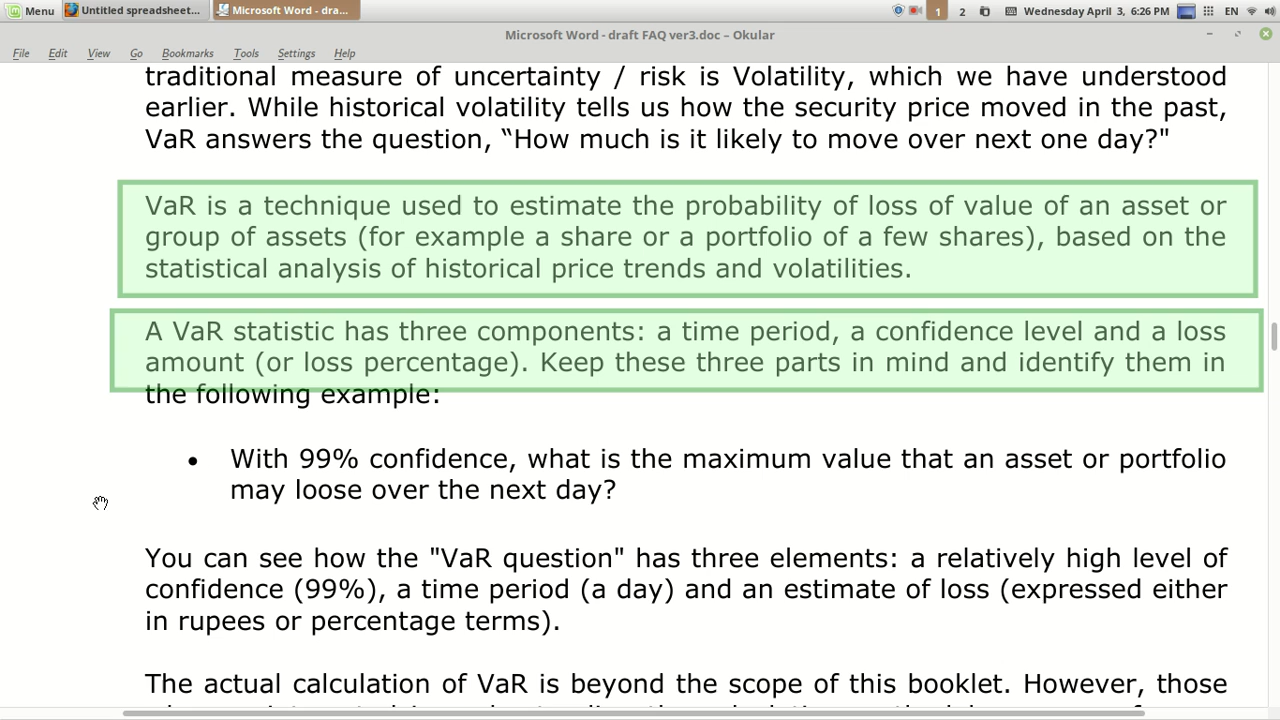 Menu Untitled spreadsheet... Microsoft Word - dra... 1 2 Wednesday April 3, 6:26 PM EN
Microsoft Word - draft FAQ ver3.doc – Okular
File Edit View Go Bookmarks Tools Settings Help
traditional measure of uncertainty / risk is Volatility, which we have understood
earlier. While historical volatility tells us how the security price moved in the past,
VaR answers the question, “How much is it likely to move over next one day?"
VaR is a technique used to estimate the probability of loss of value of an asset or
group of assets (for example a share or a portfolio of a few shares), based on the
statistical analysis of historical price trends and volatilities.
A VaR statistic has three components: a time period, a confidence level and a loss
amount (or loss percentage). Keep these three parts in mind and identify them in
the following example:
• With 99% confidence, what is the maximum value that an asset or portfolio
may loose over the next day?
You can see how the "VaR question" has three elements: a relatively high level of
confidence (99%), a time period (a day) and an estimate of loss (expressed either
in rupees or percentage terms).
The actual calculation of VaR is beyond the scope of this booklet. However, those